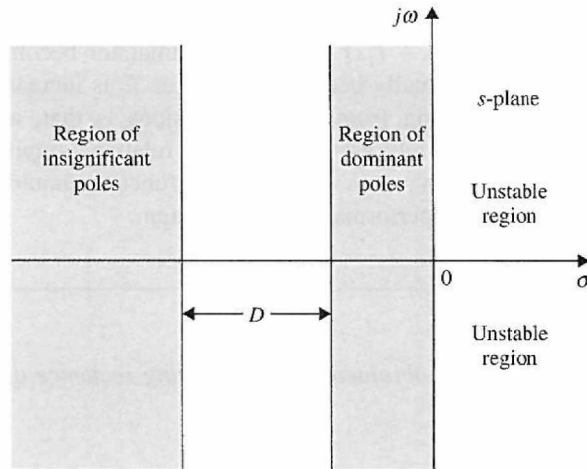 jω
s-plane
Region of
insignificant
poles
Region of
dominant
poles
Unstable
region
0
σ
D
Unstable
region